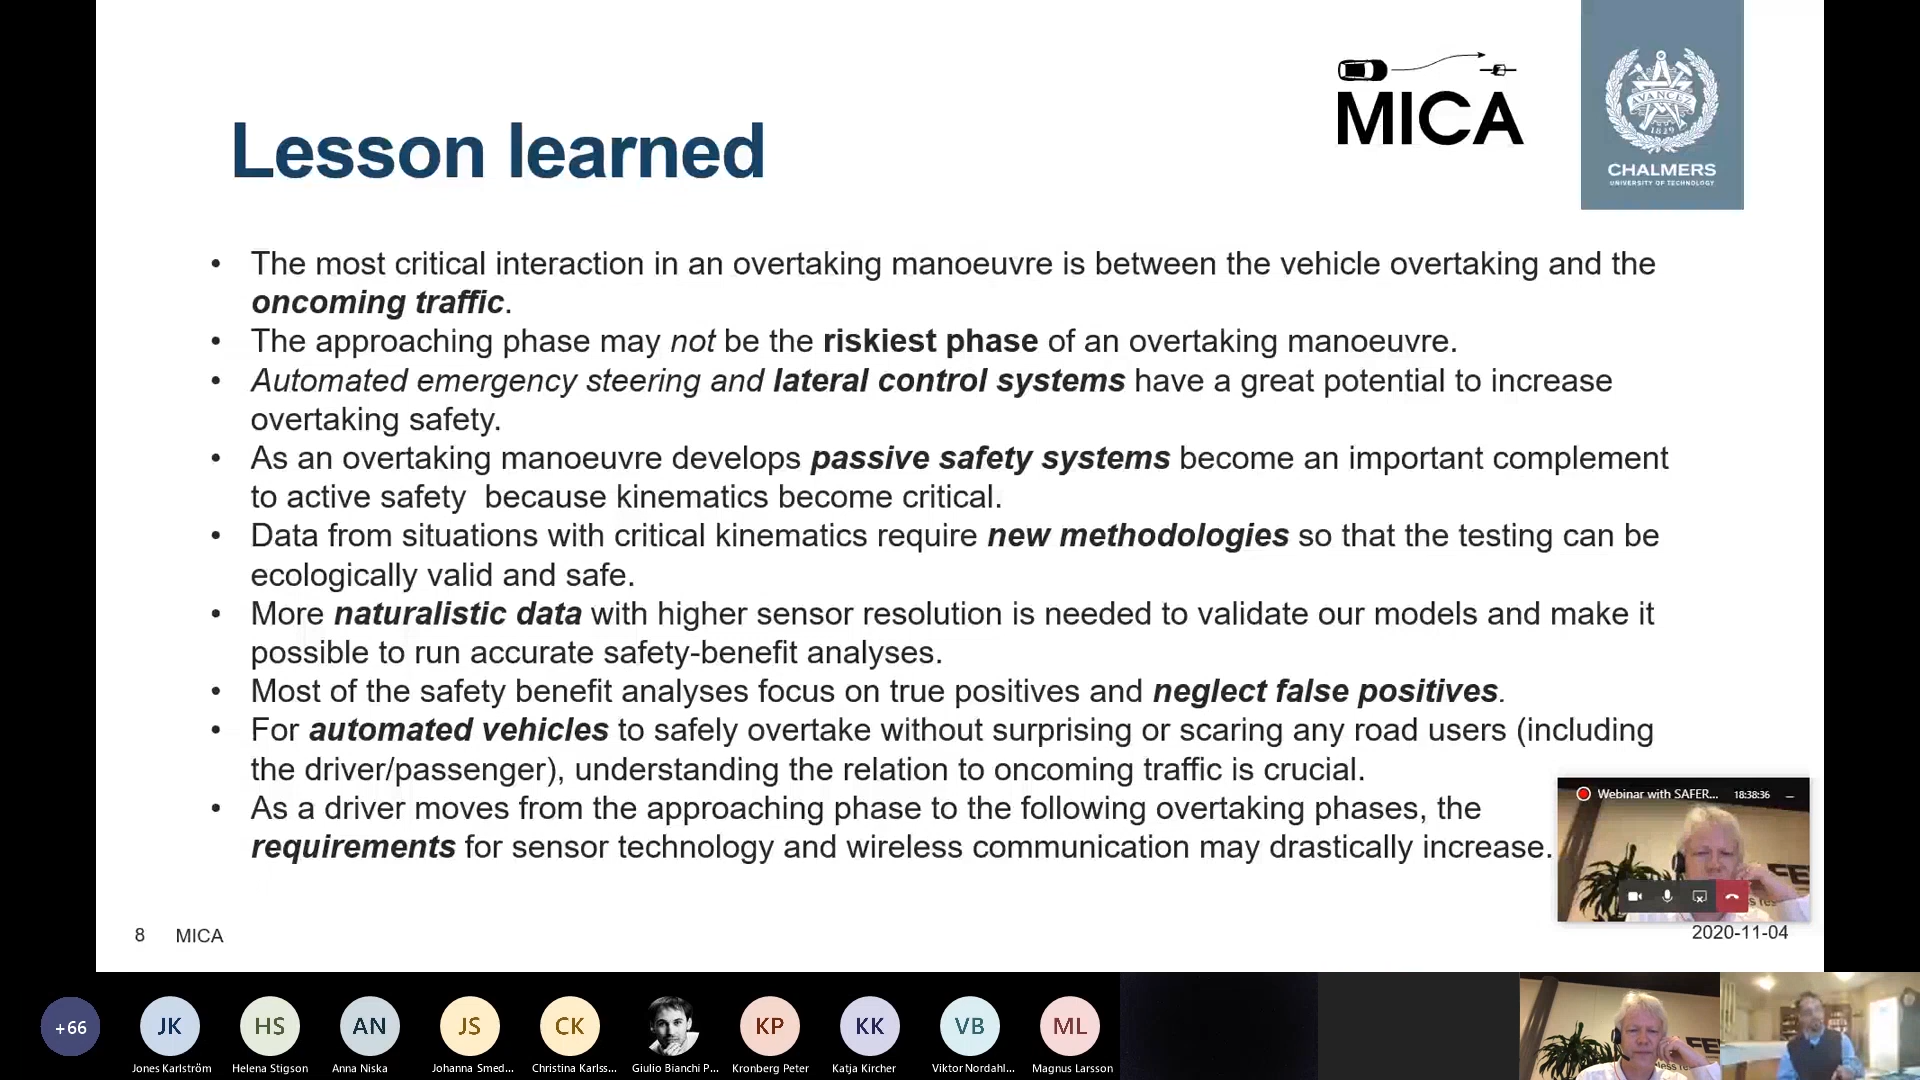 MICA
AVANCEZ
1829
CHALMERS
UNIVERSITY OF TECHNOLOGY
Lesson learned
• The most critical interaction in an overtaking manoeuvre is between the vehicle overtaking and the
oncoming traffic.
• The approaching phase may not be the riskiest phase of an overtaking manoeuvre.
• Automated emergency steering and lateral control systems have a great potential to increase
overtaking safety.
• As an overtaking manoeuvre develops passive safety systems become an important complement
to active safety  because kinematics become critical.
• Data from situations with critical kinematics require new methodologies so that the testing can be
ecologically valid and safe.
• More naturalistic data with higher sensor resolution is needed to validate our models and make it
possible to run accurate safety-benefit analyses.
• Most of the safety benefit analyses focus on true positives and neglect false positives.
• For automated vehicles to safely overtake without surprising or scaring any road users (including
the driver/passenger), understanding the relation to oncoming traffic is crucial.
• As a driver moves from the approaching phase to the following overtaking phases, the
requirements for sensor technology and wireless communication may drastically increase.
Webinar with SAFER... 18:38:36
8 MICA
2020-11-04
+66
JK
HS
AN
JS
CK
KP
KK
VB
ML
Jones Karlström
Helena Stigson
Anna Niska
Johanna Smed...
Christina Karlss...
Giulio Bianchi P...
Kronberg Peter
Katja Kircher
Viktor Nordahl...
Magnus Larsson